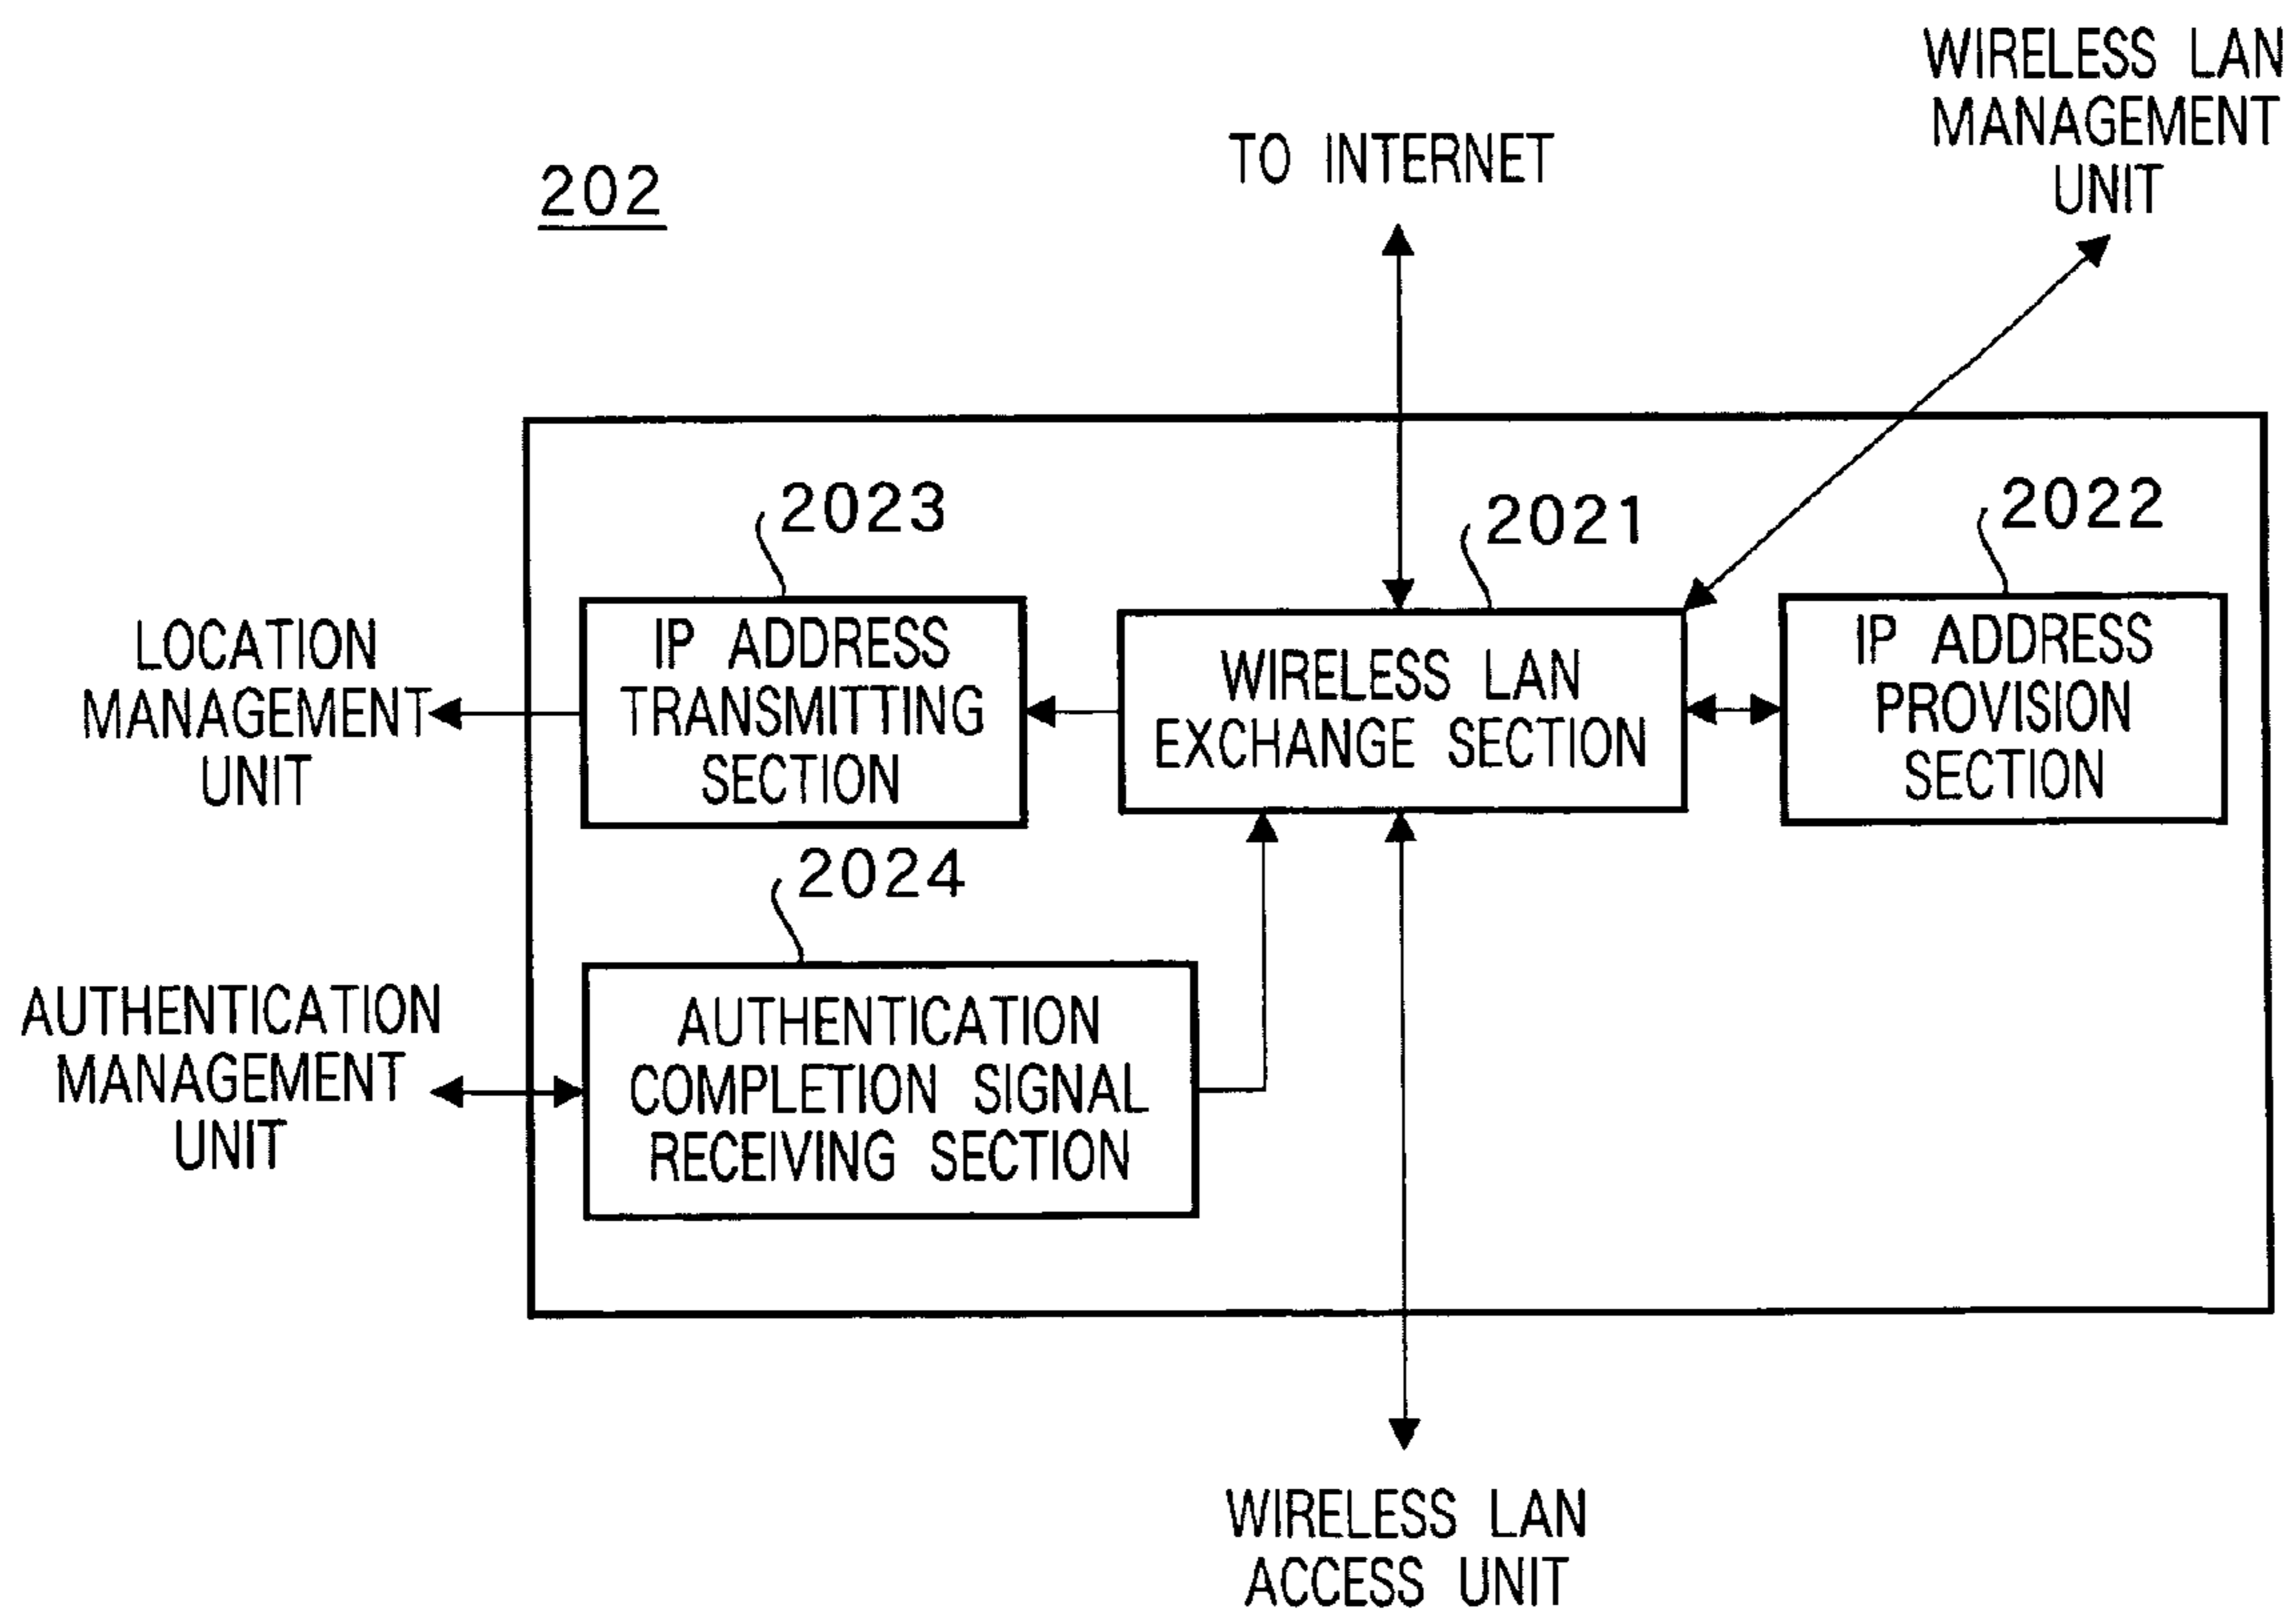 WIRELESS LAN
MANAGEMENT
UNIT
TO INTERNET
202
2023
2021
2022
LOCATION
MANAGEMENT
UNIT
IP ADDRESS
TRANSMITTING
SECTION
WIRELESS LAN
EXCHANGE SECTION
IP ADDRESS
PROVISION
SECTION
2024
AUTHENTICATION
MANAGEMENT
UNIT
AUTHENTICATION
COMPLETION SIGNAL
RECEIVING SECTION
WIRELESS LAN
ACCESS UNIT